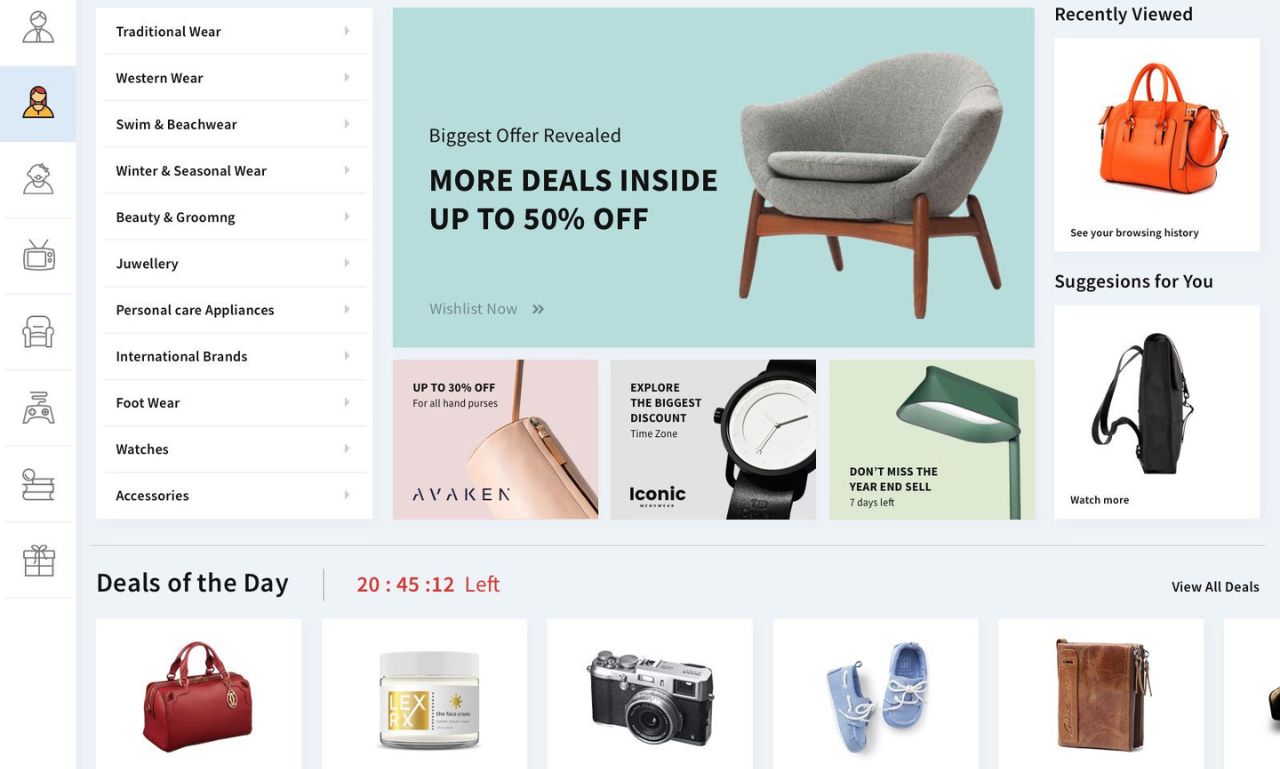 Traditional Wear
Western Wear
Swim & Beachwear
Winter & Seasonal Wear
Beauty & Groomng
Juwellery
Personal care Appliances
International Brands
Foot Wear
Watches
Accessories
Biggest Offer Revealed
MORE DEALS INSIDE
UP TO 50% OFF
Wishlist Now
UP TO 30% OFF
For all hand purses
AVAKEN
EXPLORE
THE BIGGEST
DISCOUNT
Time Zone
Iconic
MENSWEAR
DON'T MISS THE
YEAR END SELL
7 days left
Recently Viewed
See your browsing history
Suggesions for You
Watch more
Deals of the Day
20 : 45 :12 Left
View All Deals
LEX
RX
the face cream.